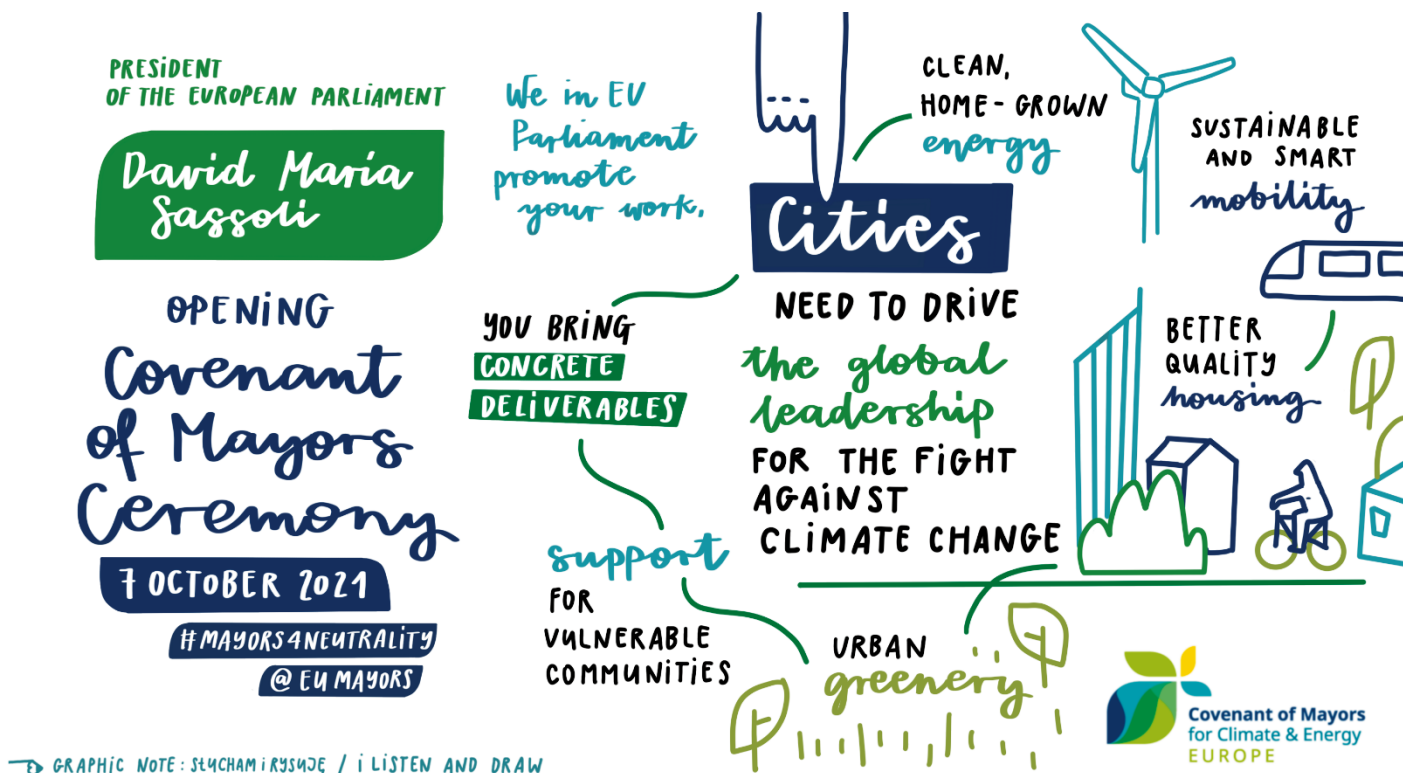 PRESiDENT
OF THE EUROPEAN PARLiAMENT
David Maria
Sassoli
OPENiNG
Covenant
of Mayors
Ceremony
7 OCTOBER 2021
#MAYORS4NEUTRALiTY
@ EU MAYORS
We in EU
Parliament
promote
your work.
YOU BRiNG
CONCRETE
DELiVERABLES
support
FOR
VULNERABLE
COMMUNiTiES
Cities
NEED TO DRiVE
the global
leadership
FOR THE FiGHT
AGAiNST
CLiMATE CHANGE
CLEAN,
HOME-GROWN
energy
SUSTAiNABLE
AND SMART
mobility
BETTER
QUALiTY
housing
URBAN
greenery
Covenant of Mayors
for Climate & Energy
EUROPE
GRAPHiC NOTE: SŁUCHAM i RYSUJĘ / i LiSTEN AND DRAW